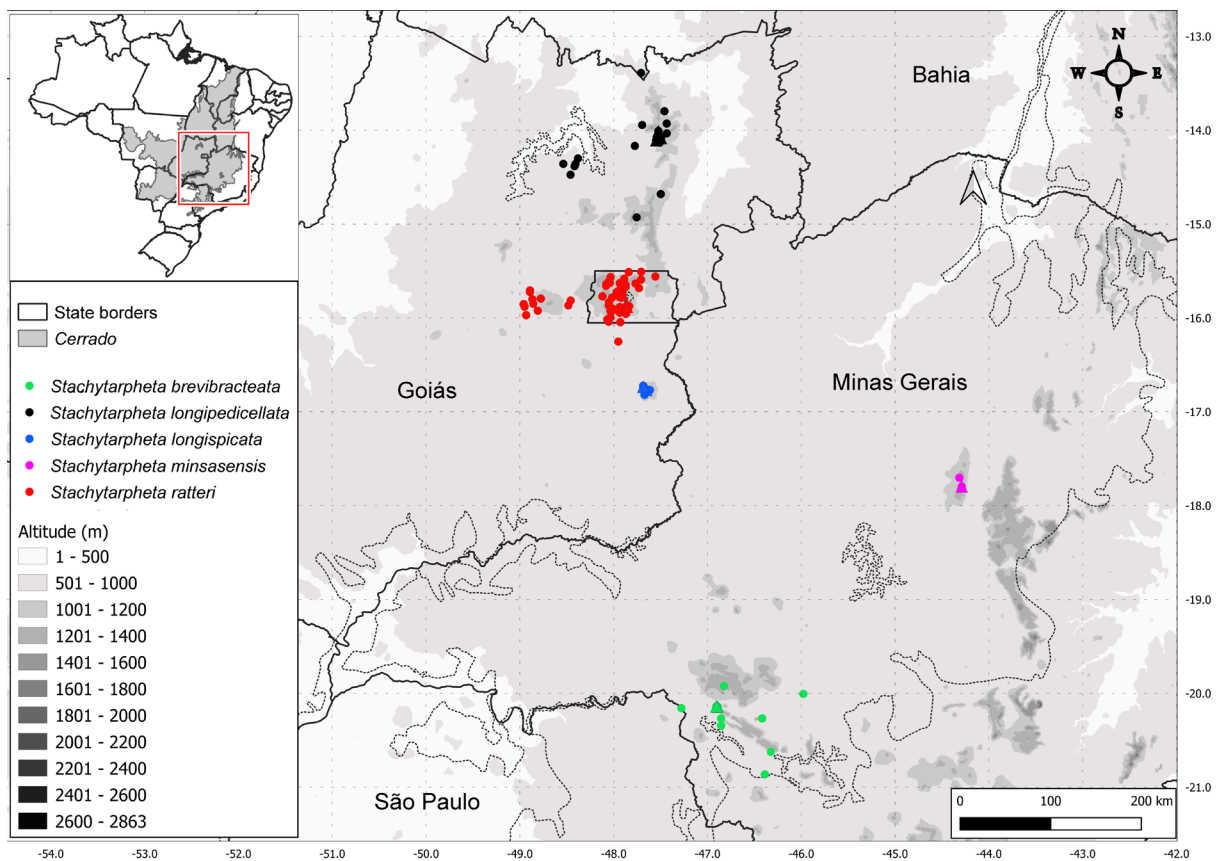 N
W E
S
Bahia
Goiás
Minas Gerais
São Paulo
State borders
Cerrado
Stachytarpheta brevibracteata
Stachytarpheta longipedicellata
Stachytarpheta longispicata
Stachytarpheta minsasensis
Stachytarpheta ratteri
Altitude (m)
1 - 500
501 - 1000
1001 - 1200
1201 - 1400
1401 - 1600
1601 - 1800
1801 - 2000
2001 - 2200
2201 - 2400
2401 - 2600
2600 - 2863
0 100 200 km
-13.0
-14.0
-15.0
-16.0
-17.0
-18.0
-19.0
-20.0
-21.0
-54.0 -53.0 -52.0 -51.0 -50.0 -49.0 -48.0 -47.0 -46.0 -45.0 -44.0 -43.0 -42.0